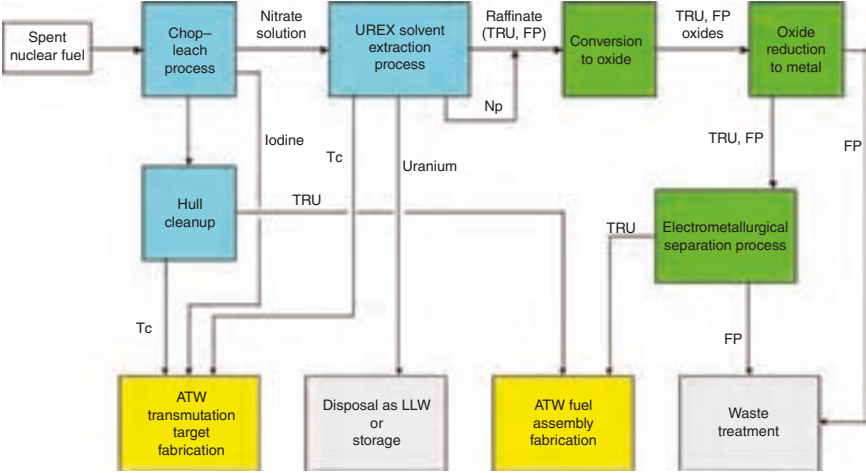 Spent
nuclear fuel
Chop–
leach
process
Nitrate
solution
UREX solvent
extraction
process
Raffinate
(TRU, FP)
Conversion
to oxide
TRU, FP
oxides
Oxide
reduction
to metal
Np
Iodine
Tc
Uranium
TRU, FP
FP
Hull
cleanup
TRU
TRU
Electrometallurgical
separation process
Tc
FP
ATW
transmutation
target
fabrication
Disposal as LLW
or
storage
ATW fuel
assembly
fabrication
Waste
treatment